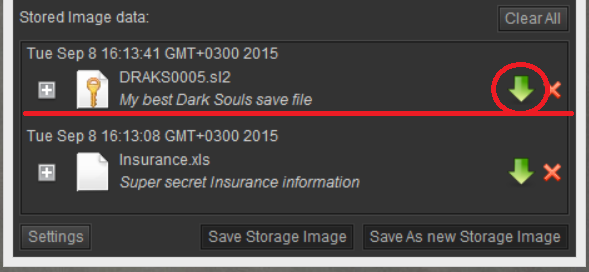 Stored Image data:
Clear All
Tue Sep 8 16:13:41 GMT+0300 2015
DRAKS0005.sl2
My best Dark Souls save file
Tue Sep 8 16:13:08 GMT+0300 2015
Insurance.xls
Super secret Insurance information
Settings
Save Storage Image
Save As new Storage Image